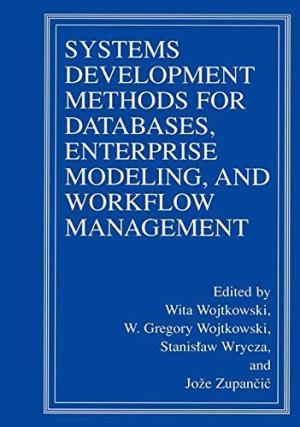 SYSTEMS
DEVELOPMENT
METHODS FOR
DATABASES,
ENTERPRISE
MODELING, AND
WORKFLOW
MANAGEMENT
Edited by
Wita Wojtkowski,
W. Gregory Wojtkowski,
Stanisław Wrycza,
and
Jože Zupančič